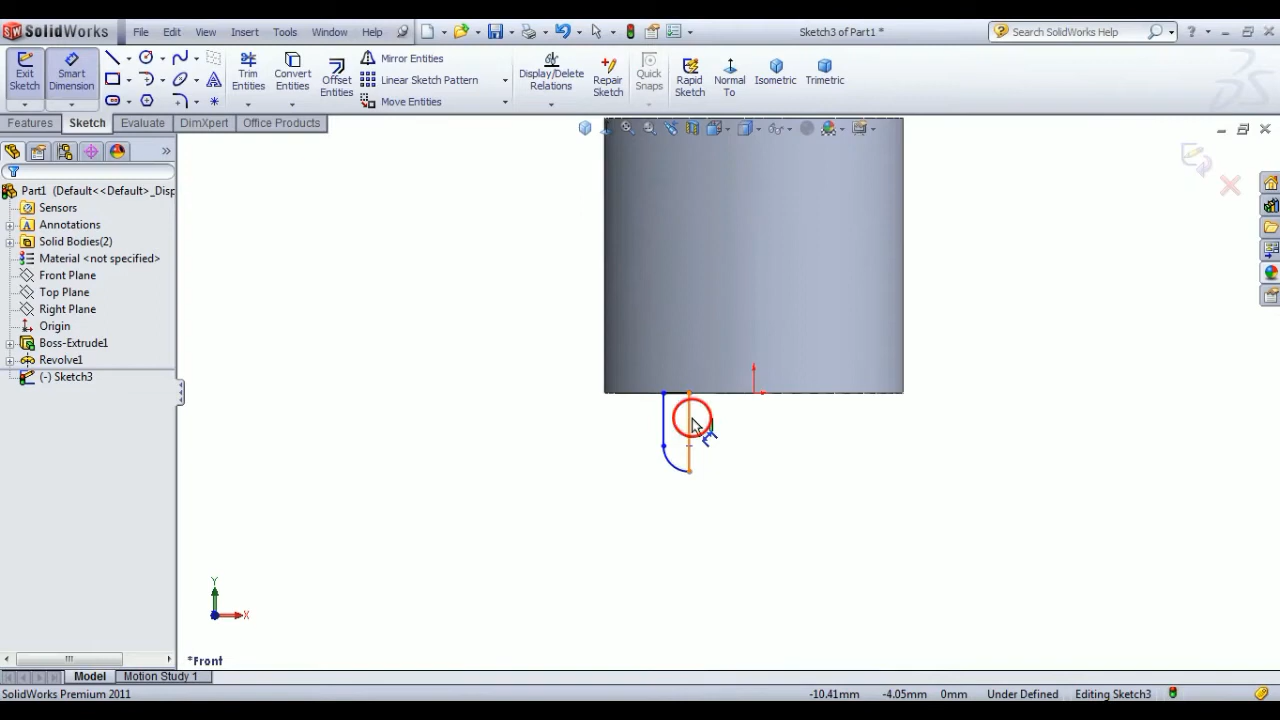 SolidWorks File Edit View Insert Tools Window Help Sketch3 of Part1 * Search SolidWorks Help
Exit Sketch Smart Dimension Trim Entities Convert Entities Offset Entities Mirror Entities Linear Sketch Pattern Move Entities Display/Delete Relations Repair Sketch Quick Snaps Rapid Sketch Normal To Isometric Trimetric
Features Sketch Evaluate DimXpert Office Products
Part1 (Default<<Default>_Disp
Sensors
Annotations
Solid Bodies(2)
Material <not specified>
Front Plane
Top Plane
Right Plane
Origin
Boss-Extrude1
Revolve1
(-) Sketch3
Y
X
*Front
Model Motion Study 1
SolidWorks Premium 2011 -10.41mm -4.05mm 0mm Under Defined Editing Sketch3